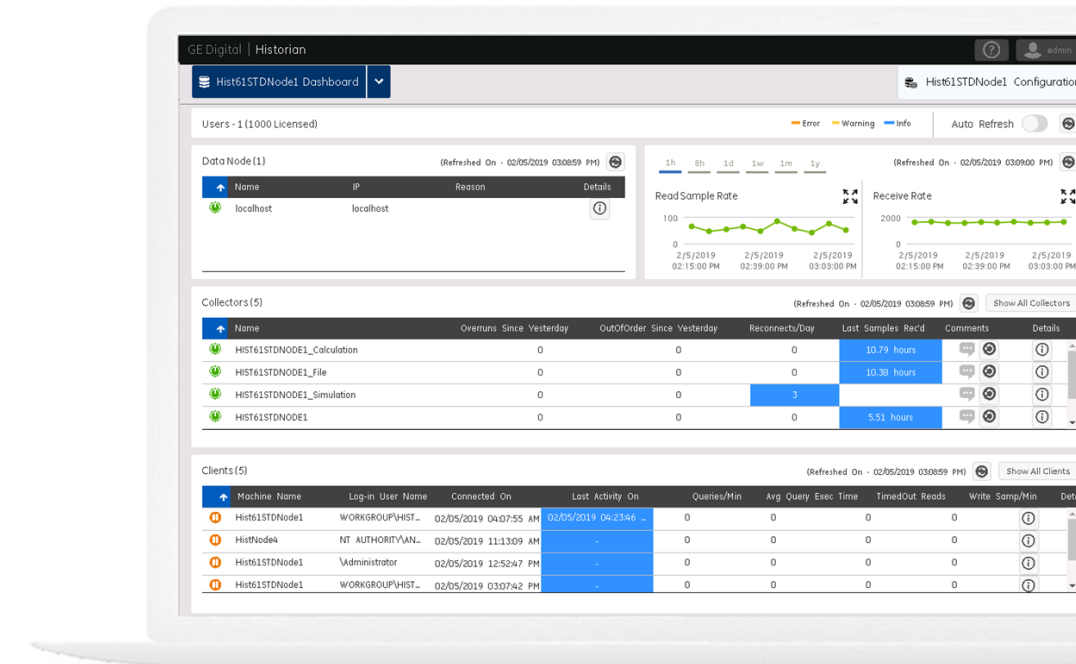 GE Digital | Historian
admin
Hist61STDNode1 Dashboard
Hist61STDNode1 Configuration
Users - 1 (1000 Licensed)
Error Warning Info
Auto Refresh
Data Node (1)
(Refreshed On - 02/05/2019 03:08:59 PM)
Name IP Reason Details
localhost localhost
1h 8h 1d 1w 1m 1y
(Refreshed On - 02/05/2019 03:09:00 PM)
Read Sample Rate
100
0
2/5/2019 2/5/2019 2/5/2019
02:15:00 PM 02:39:00 PM 03:03:00 PM
Receive Rate
2000
0
2/5/2019 2/5/2019 2/5/2019
02:15:00 PM 02:39:00 PM 03:03:00 PM
Collectors (5)
(Refreshed On - 02/05/2019 03:08:59 PM)
Show All Collectors
Name Overruns Since Yesterday OutOfOrder Since Yesterday Reconnects/Day Last Samples Rec'd Comments Details
HIST61STDNODE1_Calculation 0 0 0 10.79 hours
HIST61STDNODE1_File 0 0 0 10.38 hours
HIST61STDNODE1_Simulation 0 0 3
HIST61STDNODE1 0 0 0 5.51 hours
Clients (5)
(Refreshed On - 02/05/2019 03:08:59 PM)
Show All Clients
Machine Name Log-in User Name Connected On Last Activity On Queries/Min Avg Query Exec Time TimedOut Reads Write Samp/Min Det
Hist61STDNode1 WORKGROUP\HIST... 02/05/2019 04:07:55 AM 02/05/2019 04:23:46 ... 0 0 0 0
HistNode4 NT AUTHORITY\AN... 02/05/2019 11:13:09 AM - 0 0 0 0
Hist61STDNode1 \Administrator 02/05/2019 12:52:47 PM - 0 0 0 0
Hist61STDNode1 WORKGROUP\HIST... 02/05/2019 03:07:42 PM - 0 0 0 0